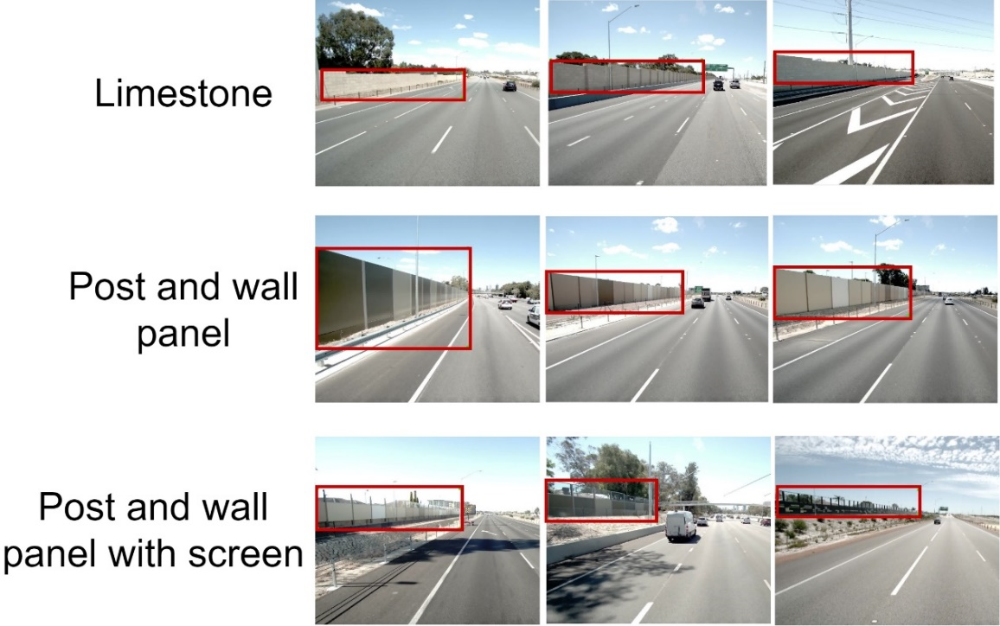 Limestone
Post and wall
panel
Post and wall
panel with screen